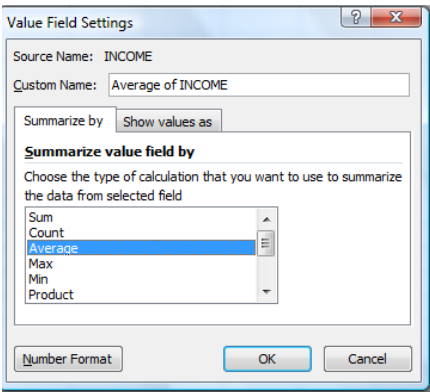 Value Field Settings
Source Name: INCOME
Custom Name: Average of INCOME
Summarize by Show values as
Summarize value field by
Choose the type of calculation that you want to use to summarize
the data from selected field
Sum
Count
Average
Max
Min
Product
Number Format OK Cancel